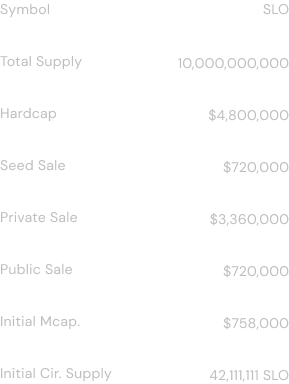 Symbol SLO
Total Supply 10,000,000,000
Hardcap $4,800,000
Seed Sale $720,000
Private Sale $3,360,000
Public Sale $720,000
Initial Mcap. $758,000
Initial Cir. Supply 42,111,111 SLO